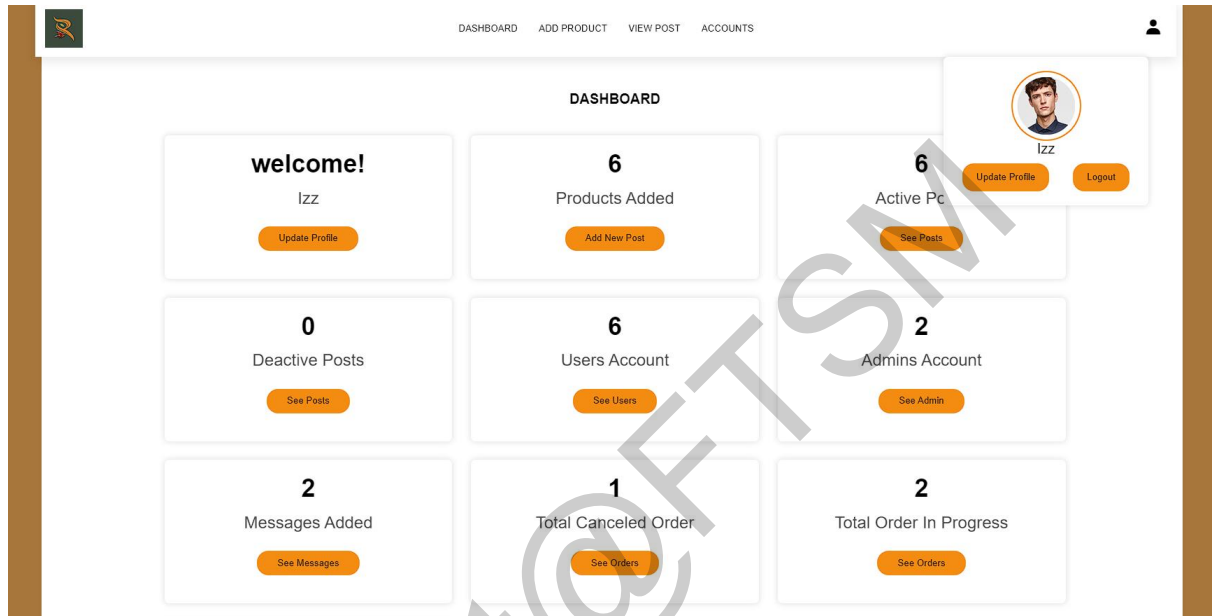 DASHBOARD ADD PRODUCT VIEW POST ACCOUNTS
DASHBOARD
Izz
Update Profile Logout
welcome!
Izz
Update Profile
6
Products Added
Add New Post
6
Active
See Posts
0
Deactive Posts
See Posts
6
Users Account
See Users
2
Admins Account
See Admin
2
Messages Added
See Messages
1
Total Canceled Order
See Orders
2
Total Order In Progress
See Orders
@FTSM